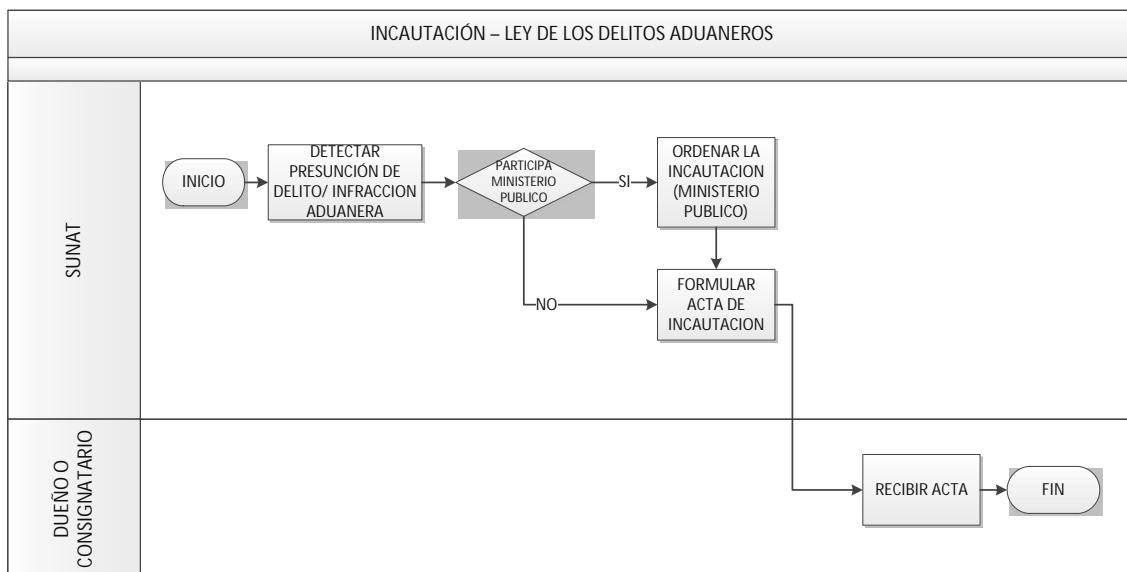 INCAUTACIÓN – LEY DE LOS DELITOS ADUANEROS
SUNAT
INICIO
DETECTAR
PRESUNCIÓN DE
DELITO/ INFRACCION
ADUANERA
PARTICIPA
MINISTERIO
PUBLICO
SI
ORDENAR LA
INCAUTACION
(MINISTERIO
PUBLICO)
NO
FORMULAR
ACTA DE
INCAUTACION
DUEÑO O
CONSIGNATARIO
RECIBIR ACTA
FIN